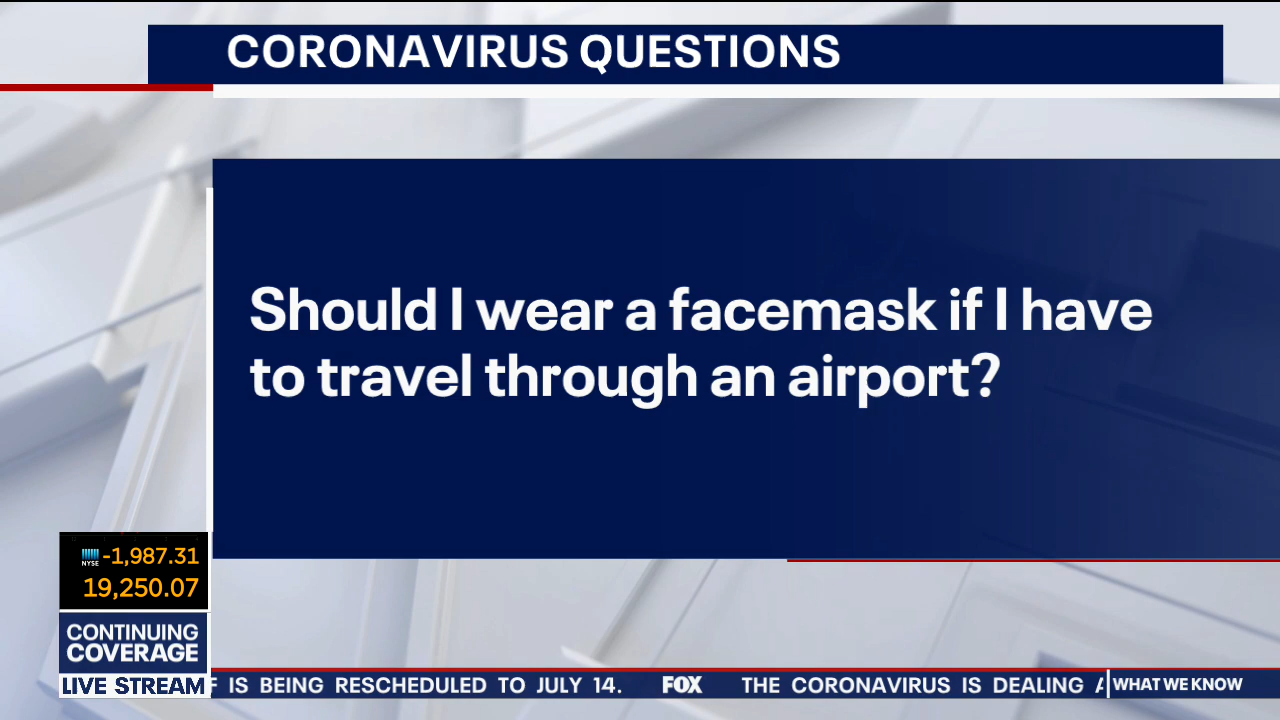 CORONAVIRUS QUESTIONS
Should I wear a facemask if I have
to travel through an airport?
NYSE -1,987.31
19,250.07
CONTINUING
COVERAGE
LIVE STREAM
IS BEING RESCHEDULED TO JULY 14. FOX THE CORONAVIRUS IS DEALING WHAT WE KNOW